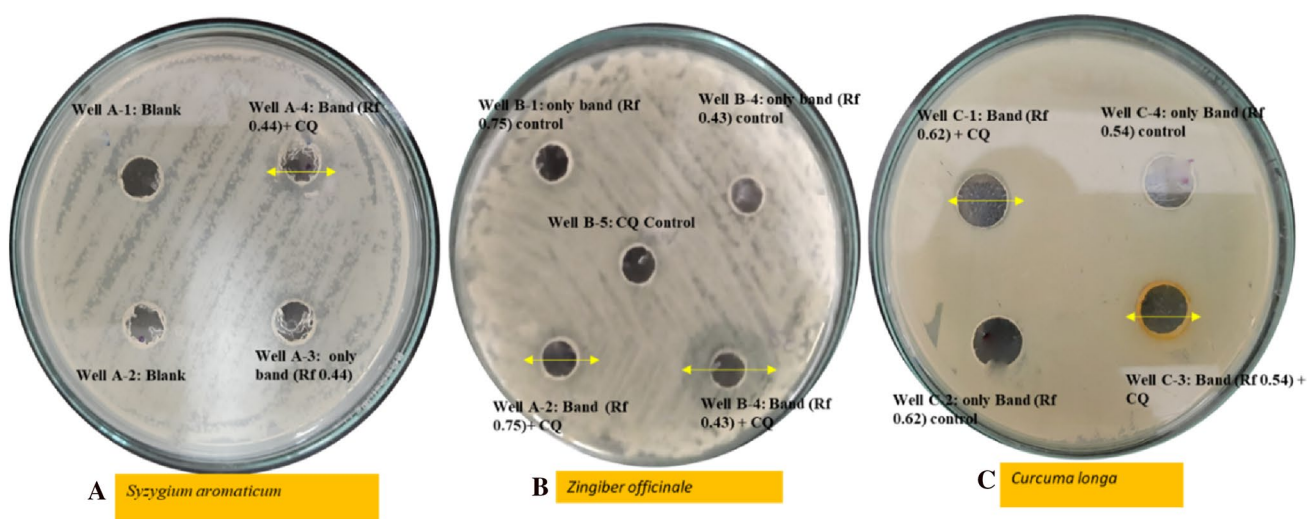 Well A-1: Blank
Well A-4: Band (Rf
0.44)+ CQ
Well A-2: Blank
Well A-3: only
band (Rf 0.44)
A
Syzygium aromaticum
Well B-1: only band (Rf
0.75) control
Well B-4: only band (Rf
0.43) control
Well B-5: CQ Control
Well A-2: Band (Rf
0.75)+ CQ
Well B-4: Band (Rf
0.43) + CQ
B
Zingiber officinale
Well C-1: Band (Rf
0.62) + CQ
Well C-4: only Band (Rf
0.54) control
Well C-2: only Band (Rf
0.62) control
Well C-3: Band (Rf 0.54) +
CQ
C
Curcuma longa